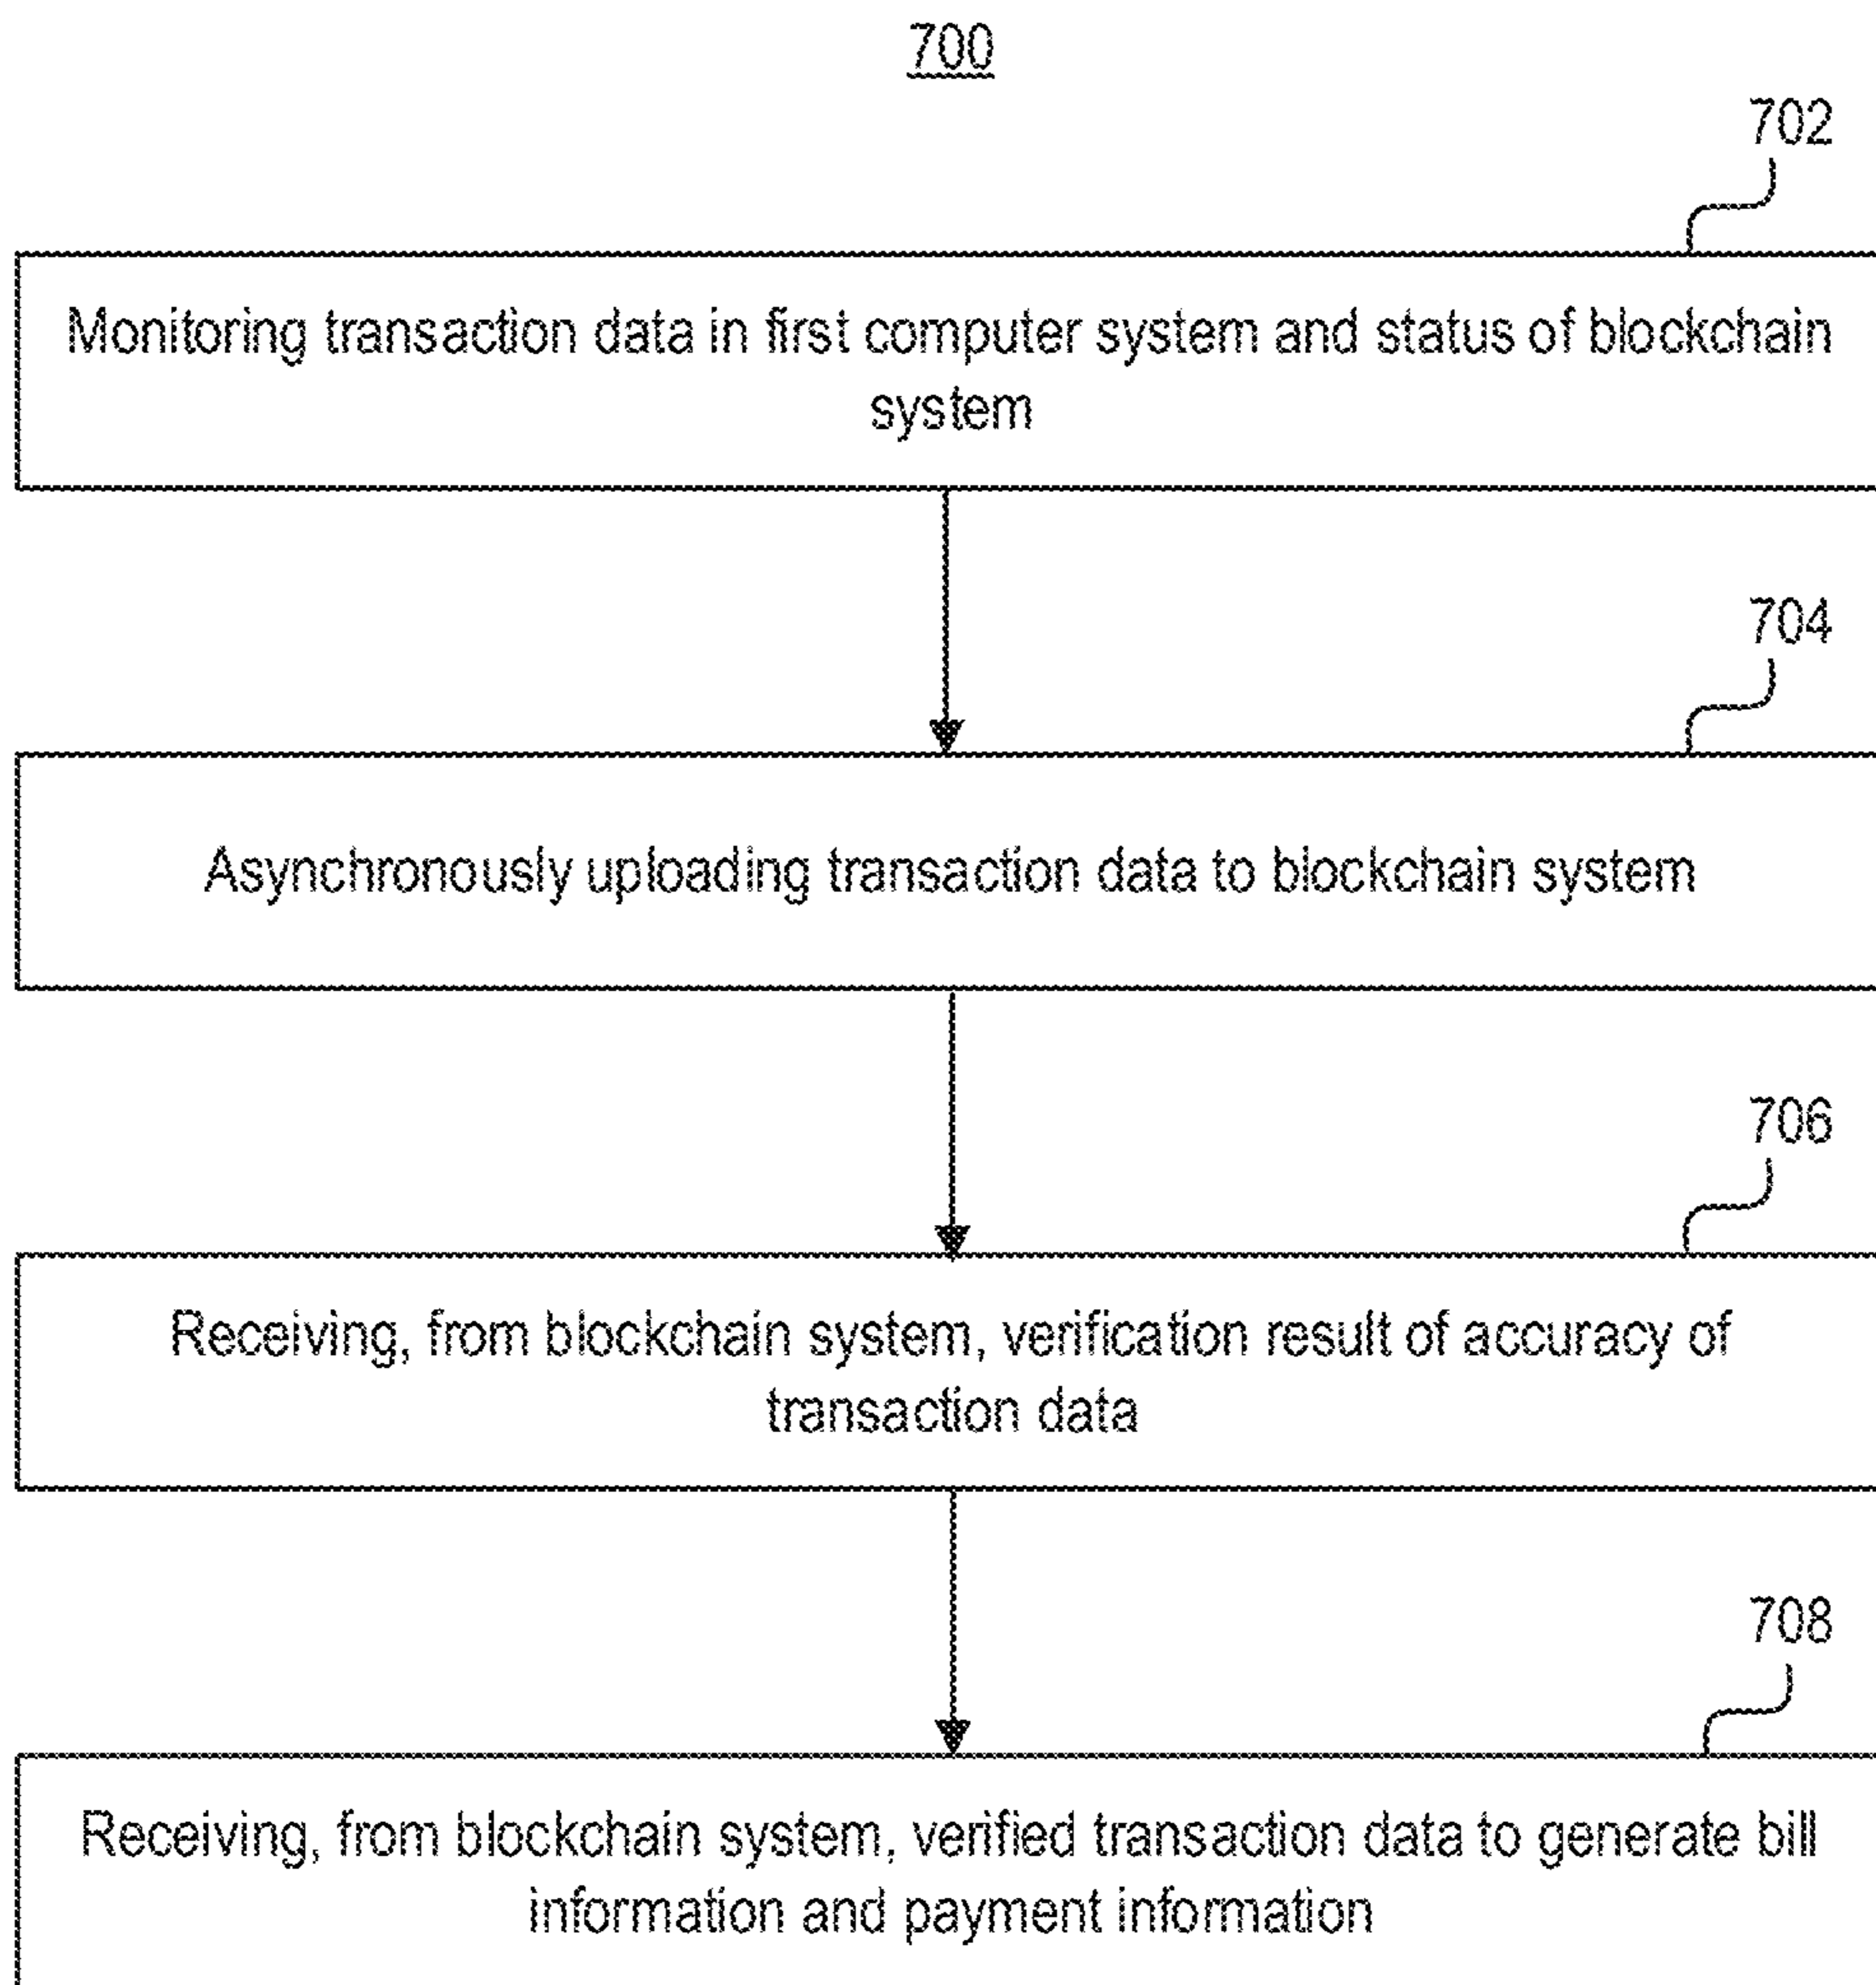 700
702
Monitoring transaction data in first computer system and status of blockchain
system
704
Asynchronously uploading transaction data to blockchain system
706
Receiving, from blockchain system, verification result of accuracy of
transaction data
708
Receiving, from blockchain system, verified transaction data to generate bill
information and payment information